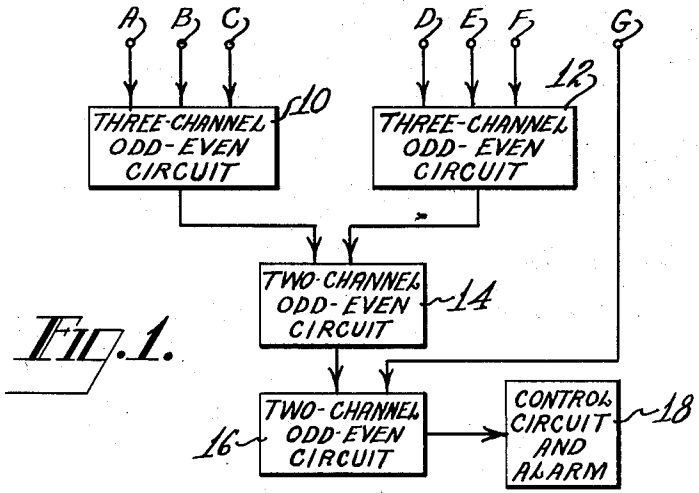 A B C D E F G
10 12
THREE-CHANNEL
ODD-EVEN
CIRCUIT
THREE-CHANNEL
ODD-EVEN
CIRCUIT
TWO-CHANNEL
ODD-EVEN
CIRCUIT
14
Fig. 1.
TWO-CHANNEL
ODD-EVEN
CIRCUIT
16
CONTROL
CIRCUIT
AND
ALARM
18